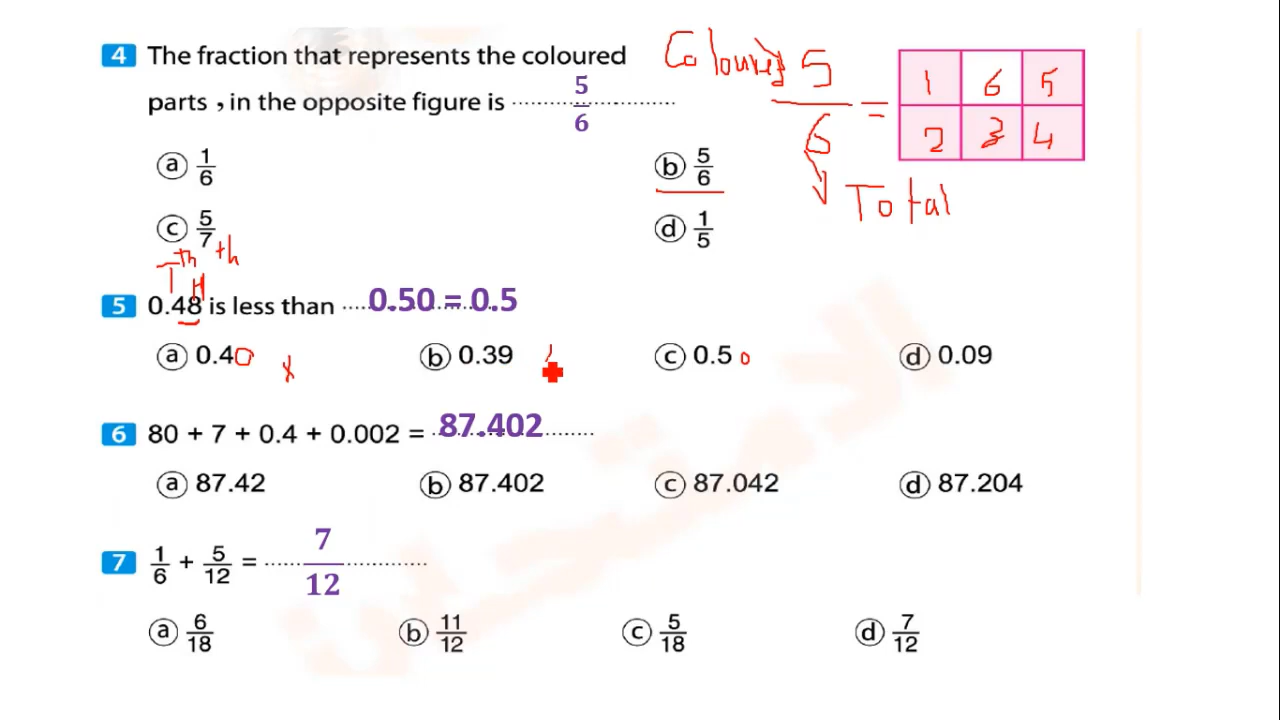 4 The fraction that represents the coloured
parts , in the opposite figure is 5/6
Coloured 5/6 =
Total
1 6 5
2 3 4
a 1/6 b 5/6
c 5/7 d 1/5
Tth Hth
5 0.48 is less than 0.50 = 0.5
a 0.40 x b 0.39 c 0.50 d 0.09
6 80 + 7 + 0.4 + 0.002 = 87.402
a 87.42 b 87.402 c 87.042 d 87.204
7 1/6 + 5/12 = 7/12
a 6/18 b 11/12 c 5/18 d 7/12